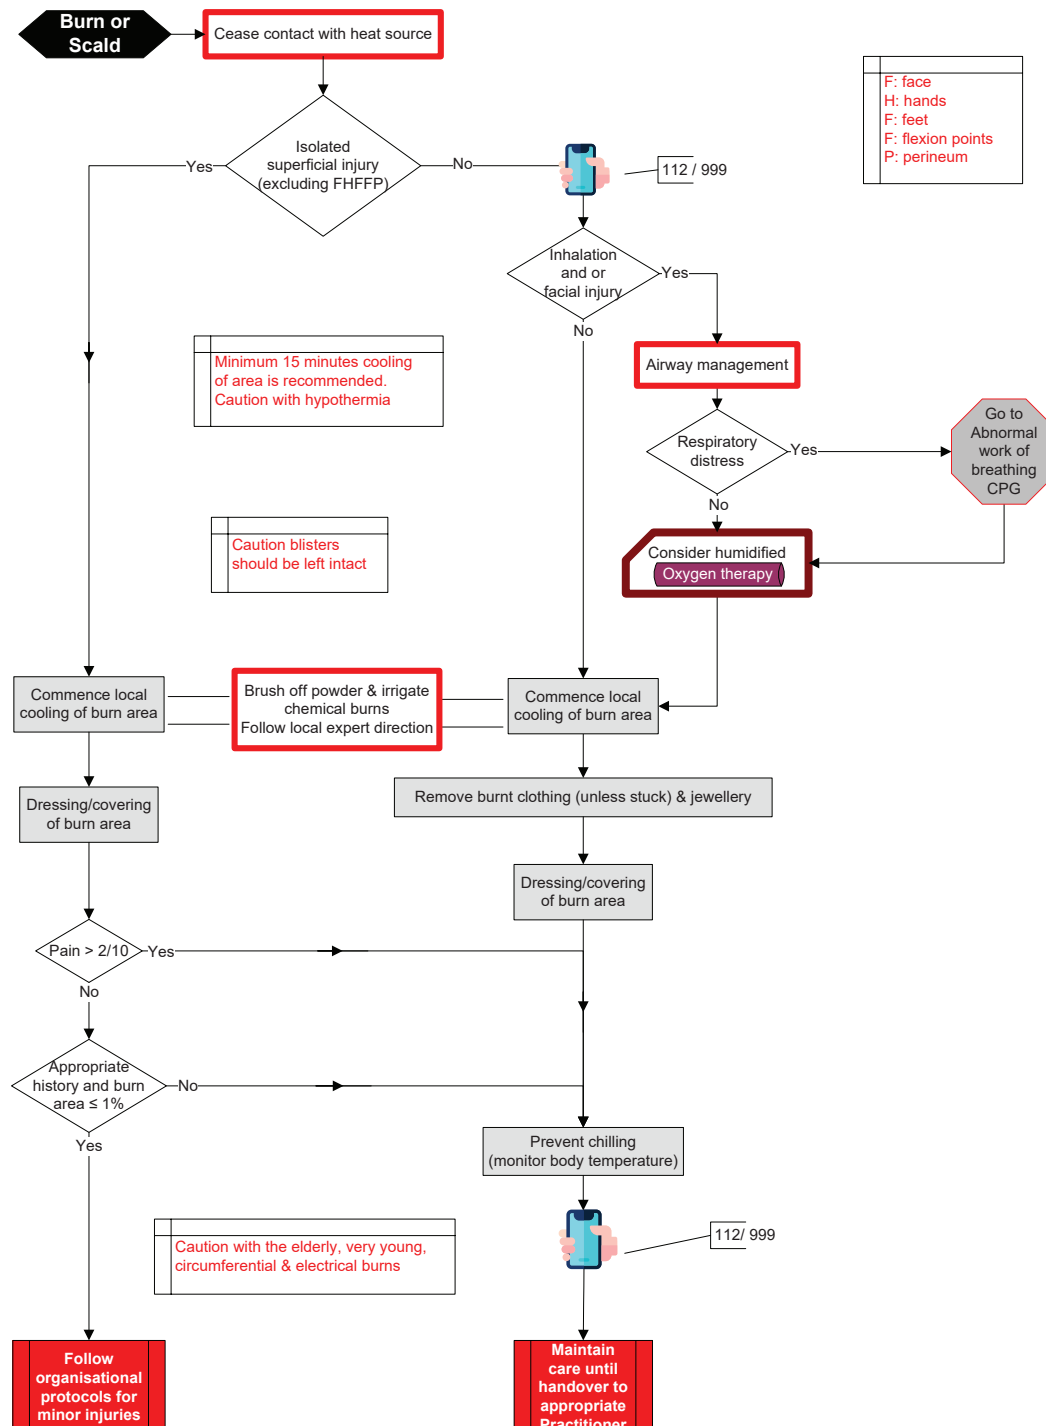 Burn or
Scald
Cease contact with heat source
F: face
H: hands
F: feet
F: flexion points
P: perineum
Isolated
superficial injury
(excluding FHFFP)
Yes
No
112 / 999
Inhalation
and or
facial injury
Yes
No
Minimum 15 minutes cooling
of area is recommended.
Caution with hypothermia
Airway management
Respiratory
distress
Yes
No
Go to
Abnormal
work of
breathing
CPG
Caution blisters
should be left intact
Consider humidified
Oxygen therapy
Commence local
cooling of burn area
Brush off powder & irrigate
chemical burns
Follow local expert direction
Commence local
cooling of burn area
Remove burnt clothing (unless stuck) & jewellery
Dressing/covering
of burn area
Dressing/covering
of burn area
Pain > 2/10
Yes
No
Appropriate
history and burn
area ≤ 1%
No
Yes
Prevent chilling
(monitor body temperature)
112/ 999
Caution with the elderly, very young,
circumferential & electrical burns
Follow
organisational
protocols for
minor injuries
Maintain
care until
handover to
appropriate
Practitioner